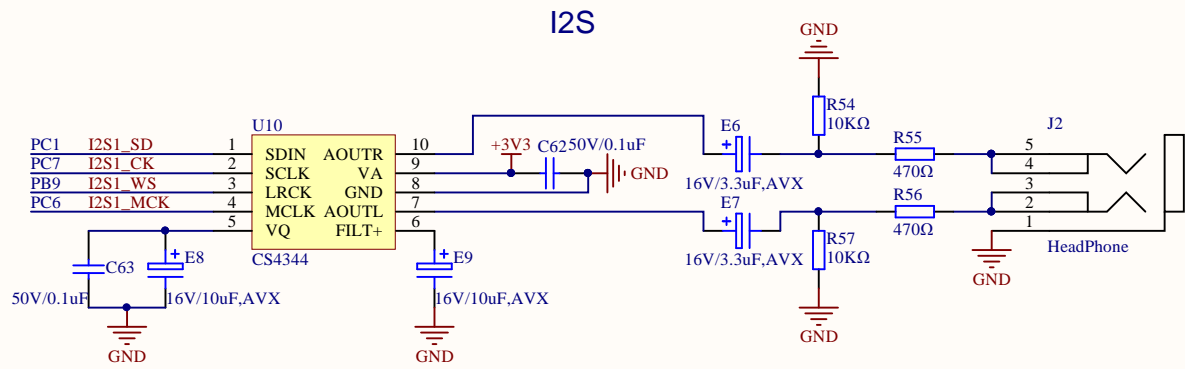 I2S
GND
U10
E6
R54
10KΩ
R55
J2
PC1 I2S1_SD 1 SDIN AOUTR 10
+3V3 C62 50V/0.1uF
5
PC7 I2S1_CK 2 SCLK VA 9
GND
16V/3.3uF,AVX
470Ω
4
PB9 I2S1_WS 3 LRCK GND 8
E7
R56
3
PC6 I2S1_MCK 4 MCLK AOUTL 7
2
5 VQ FILT+ 6
470Ω
1
R57
10KΩ
CS4344
16V/3.3uF,AVX
HeadPhone
C63
E8
E9
GND
50V/0.1uF
16V/10uF,AVX
16V/10uF,AVX
GND
GND
GND